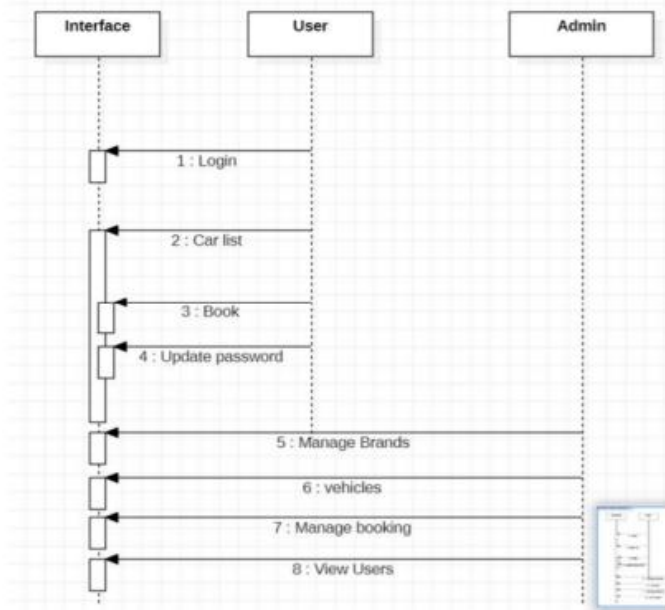 Interface
User
Admin
1 : Login
2 : Car list
3 : Book
4 : Update password
5 : Manage Brands
6 : vehicles
7 : Manage booking
8 : View Users